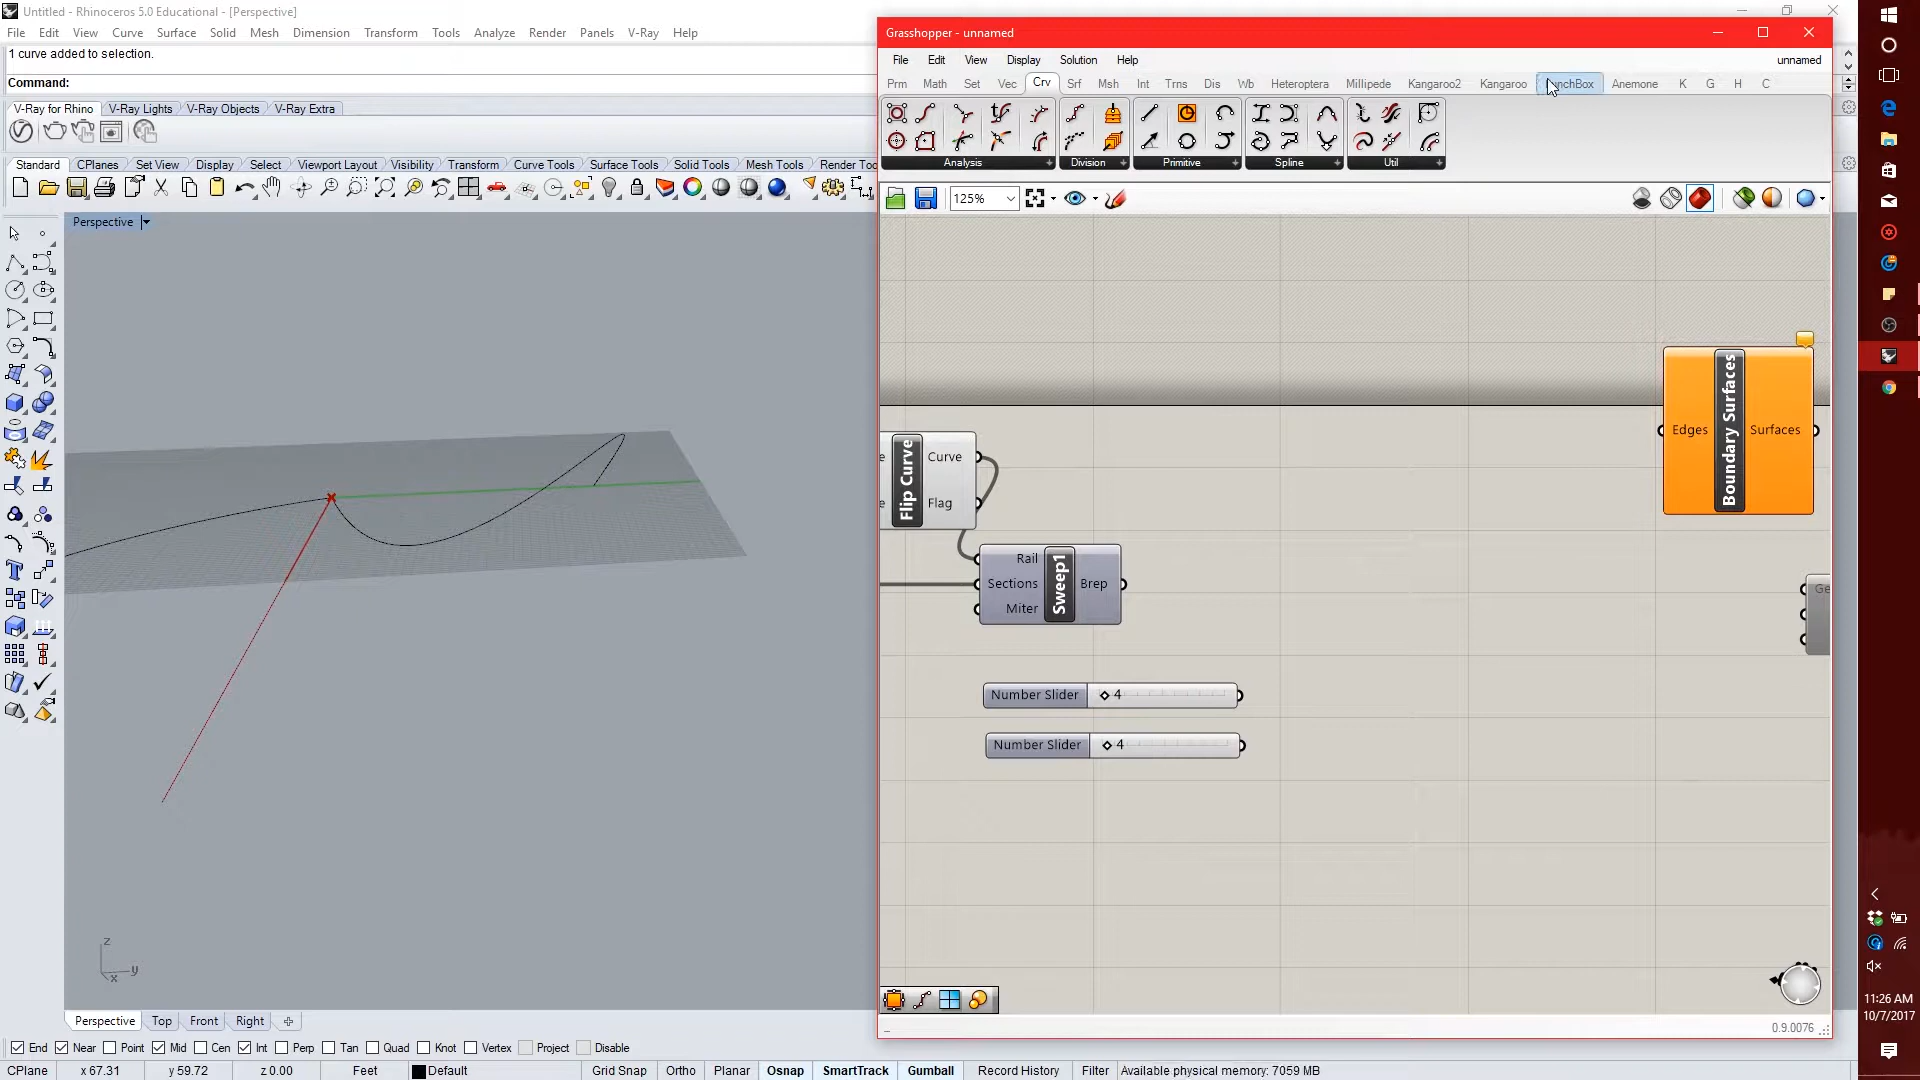 Untitled - Rhinoceros 5.0 Educational - [Perspective]
File Edit View Curve Surface Solid Mesh Dimension Transform Tools Analyze Render Panels V-Ray Help
1 curve added to selection.
Command:
V-Ray for Rhino V-Ray Lights V-Ray Objects V-Ray Extra
Standard CPlanes Set View Display Select Viewport Layout Visibility Transform Curve Tools Surface Tools Solid Tools Mesh Tools Render To
Perspective
z
y
x
Perspective Top Front Right
End Near Point Mid Cen Int Perp Tan Quad Knot Vertex Project Disable
CPlane x 67.31 y 59.72 z 0.00 Feet Default Grid Snap Ortho Planar Osnap SmartTrack Gumball Record History Filter Available physical memory: 7059 MB
Grasshopper - unnamed
File Edit View Display Solution Help unnamed
Prm Math Set Vec Crv Srf Msh Int Trns Dis Wb Heteroptera Millipede Kangaroo2 Kangaroo nchBox Anemone K G H C
Analysis Division Primitive Spline Util
125%
Boundary Surfaces
Edges Surfaces
Flip Curve
e Curve
e Flag
Ge
Sweep1
Rail
Sections Brep
Miter
Number Slider 4
Number Slider 4
0.9.0076
11:26 AM
10/7/2017